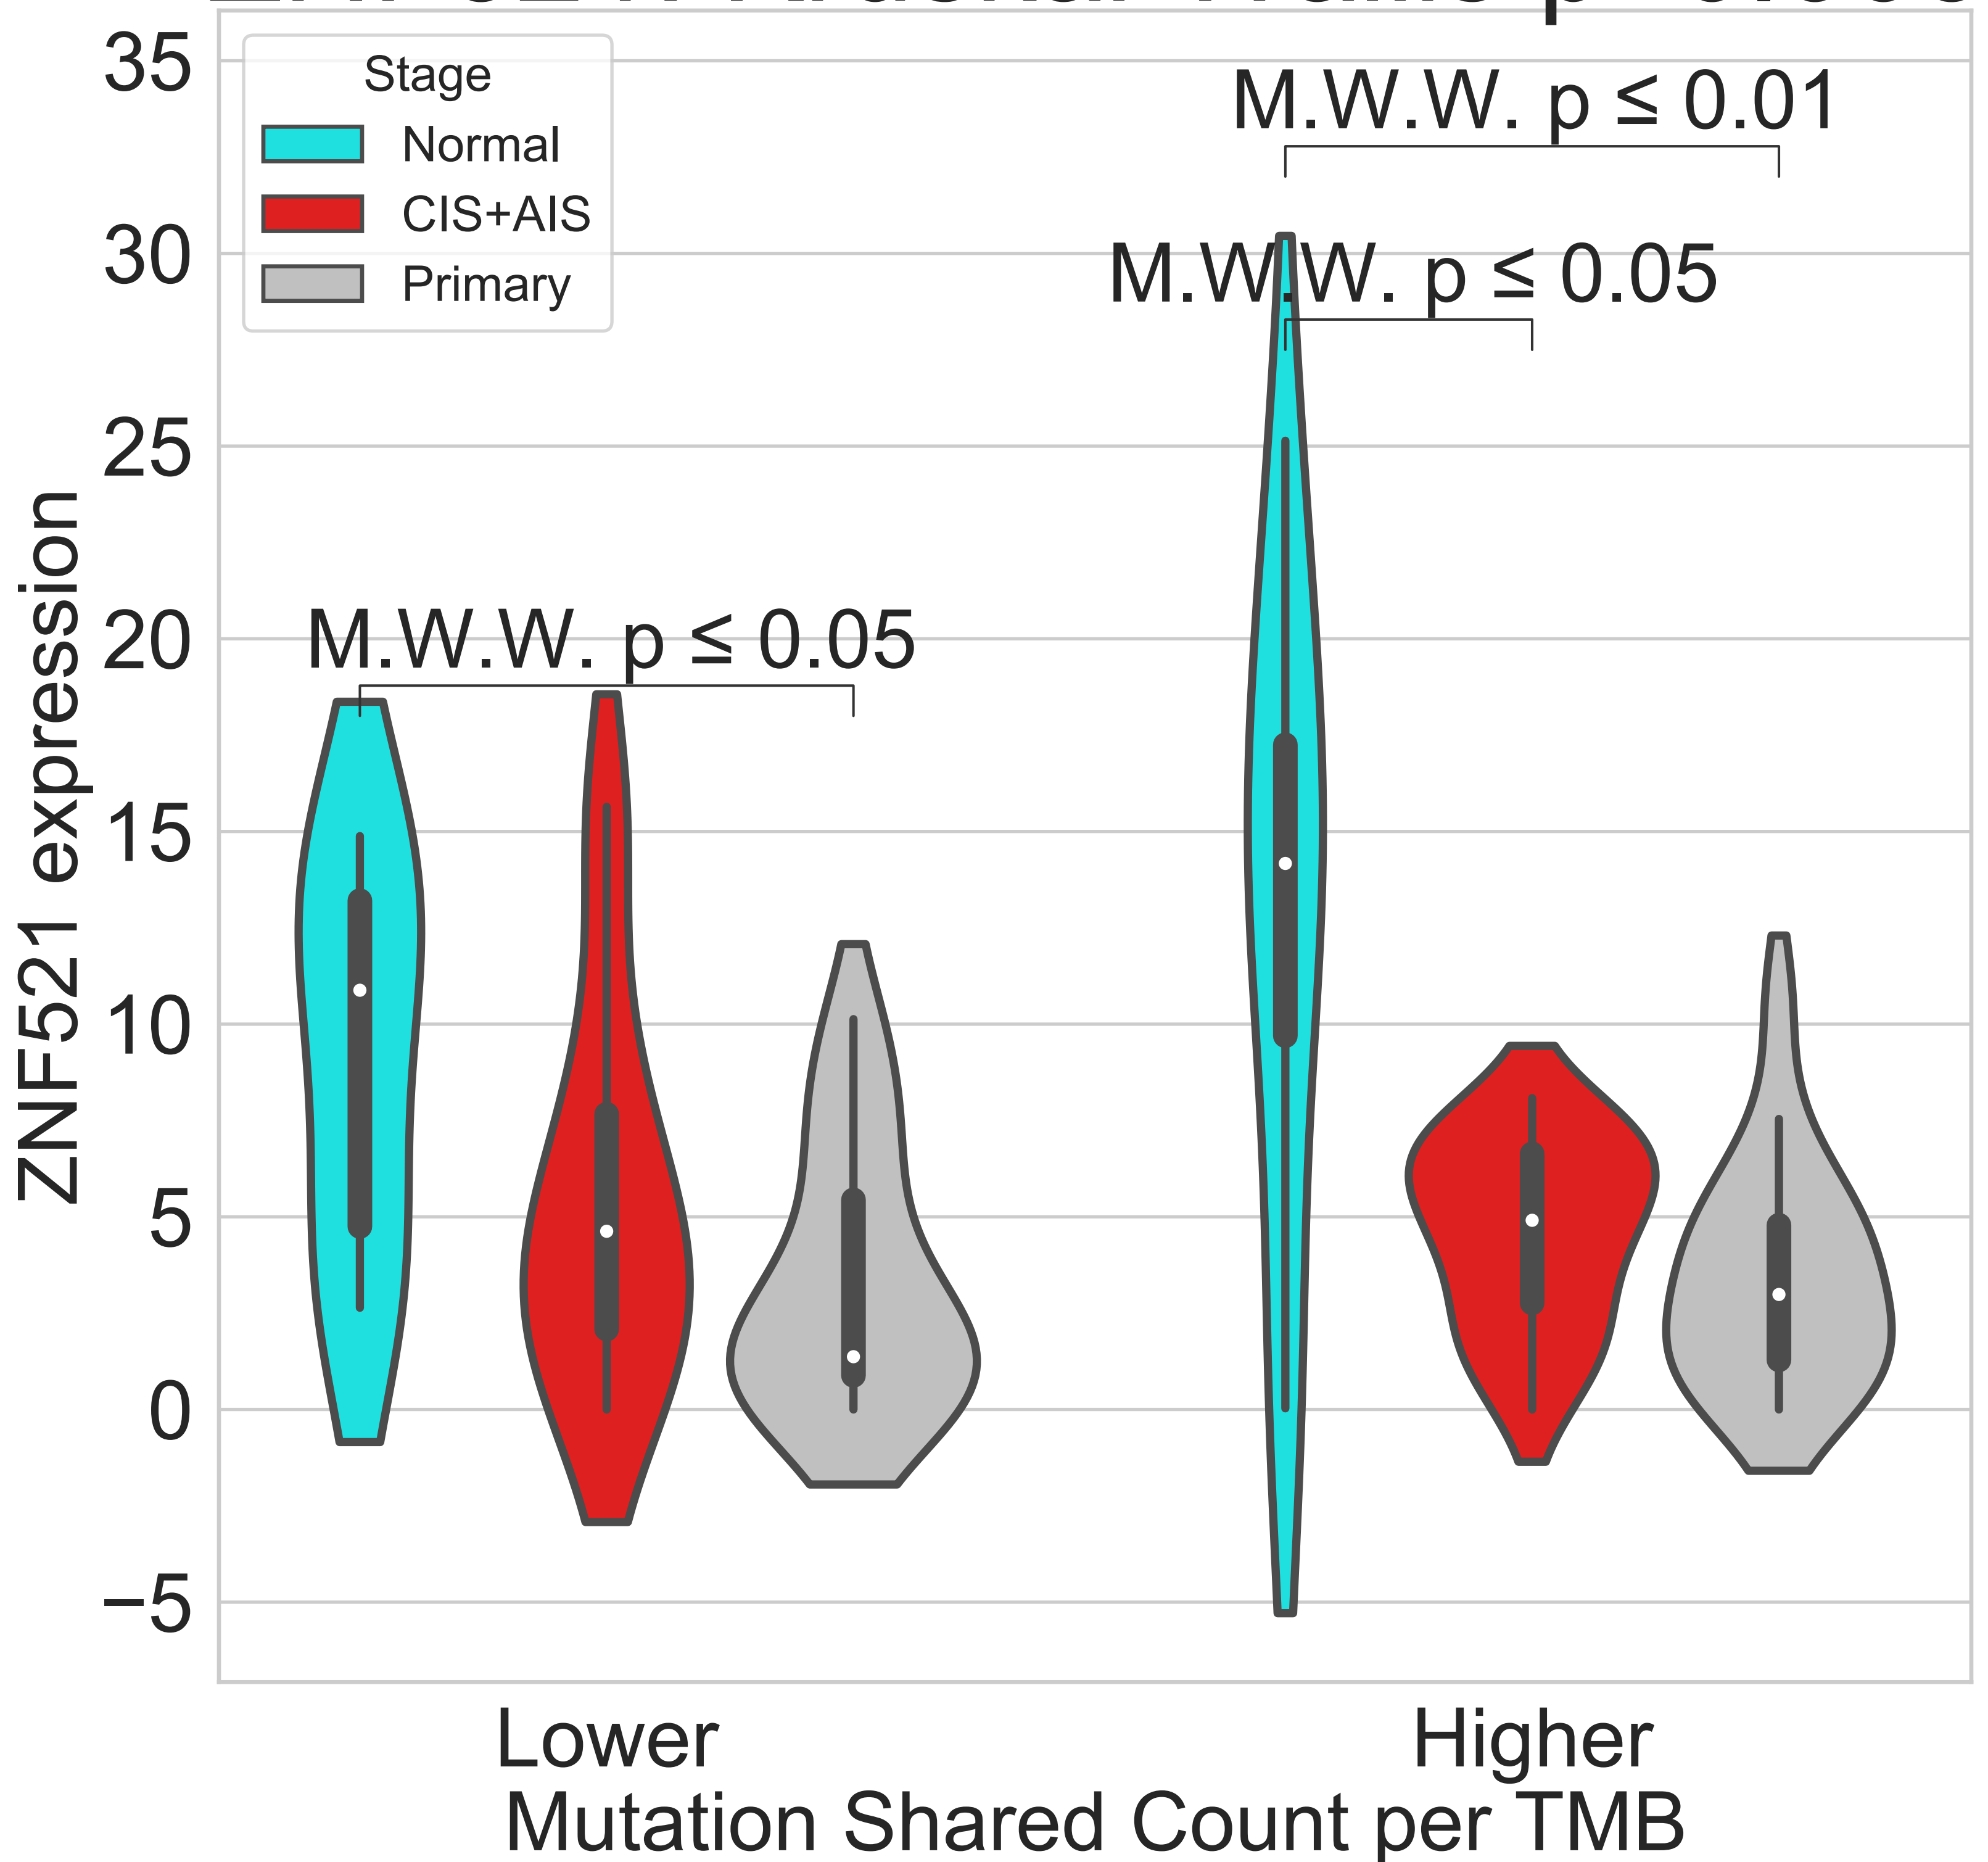 35
30
25
20
15
10
5
0
−5
ZNF521 expression
Stage
Normal
CIS+AIS
Primary
M.W.W. p ≤ 0.01
M.W.W. p ≤ 0.05
M.W.W. p ≤ 0.05
Lower
Higher
Mutation Shared Count per TMB